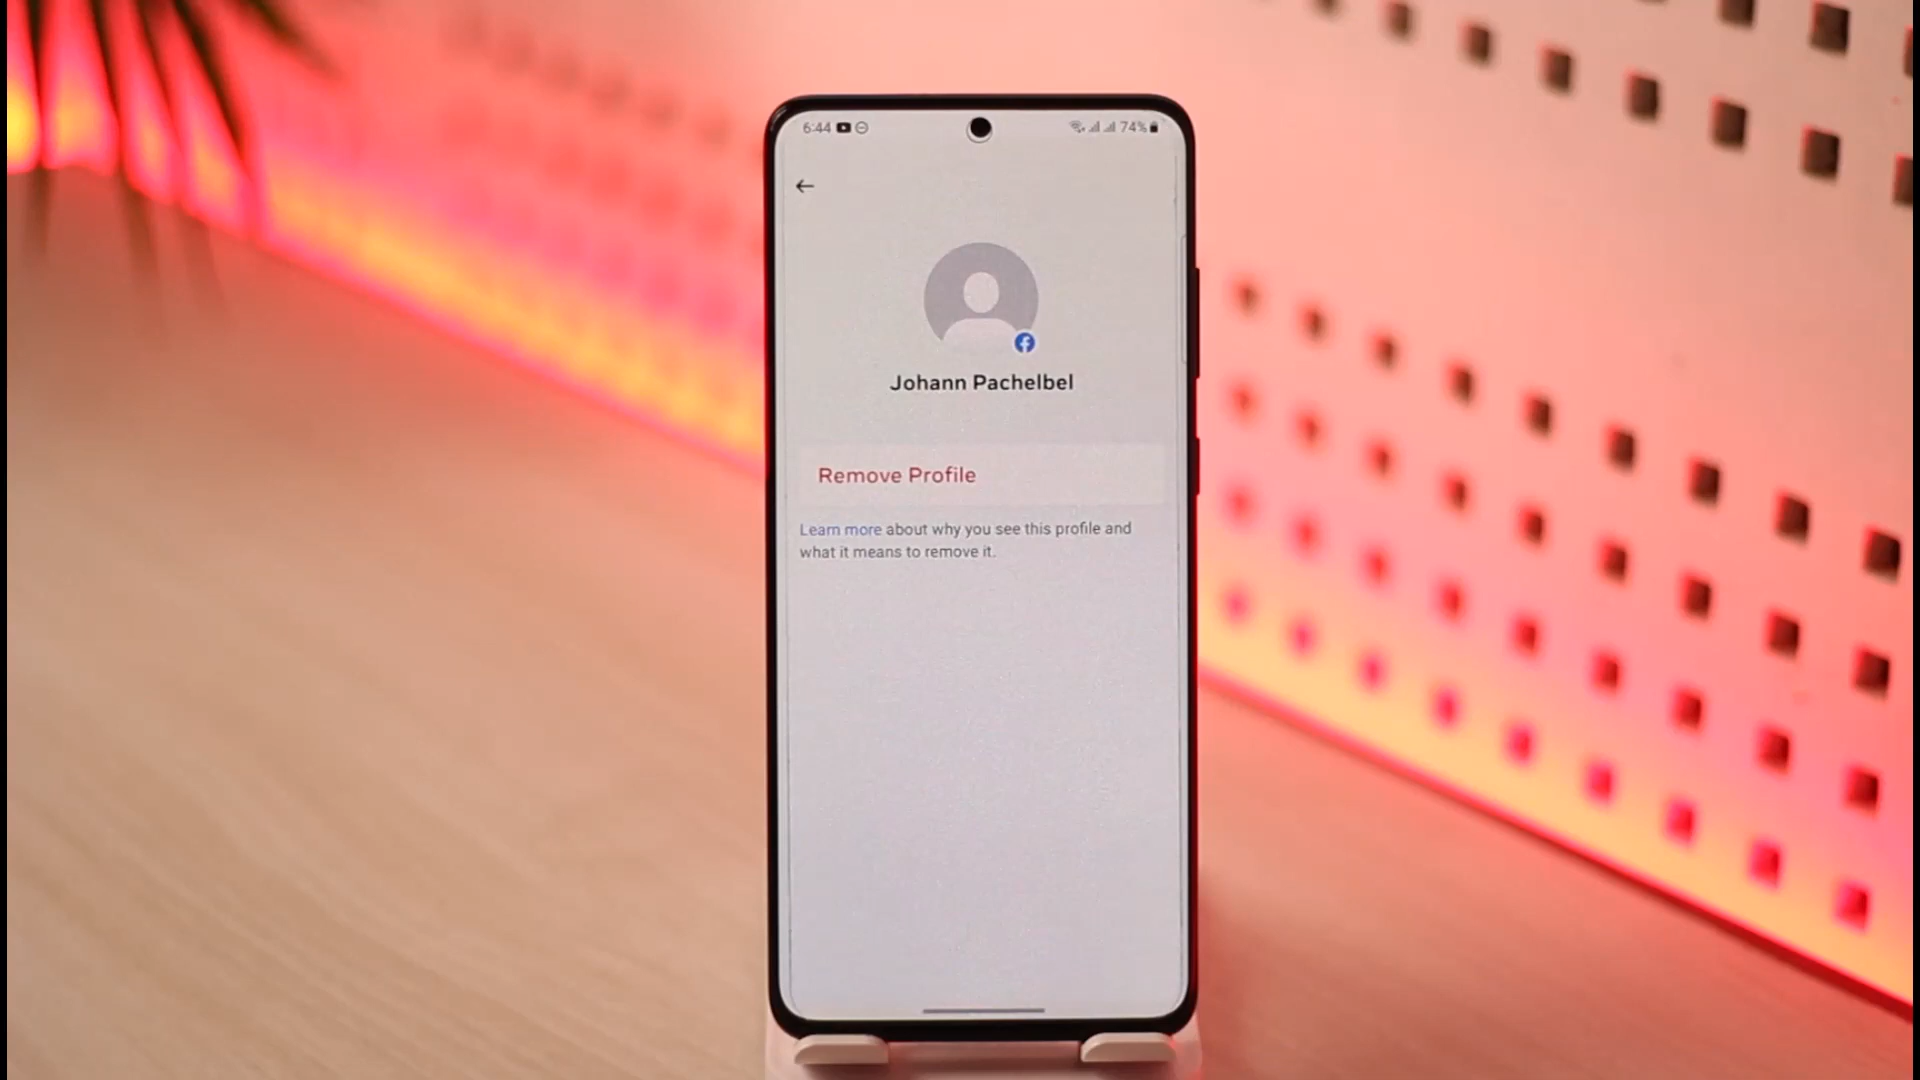 6:44 74%
Johann Pachelbel
Remove Profile
Learn more about why you see this profile and
what it means to remove it.